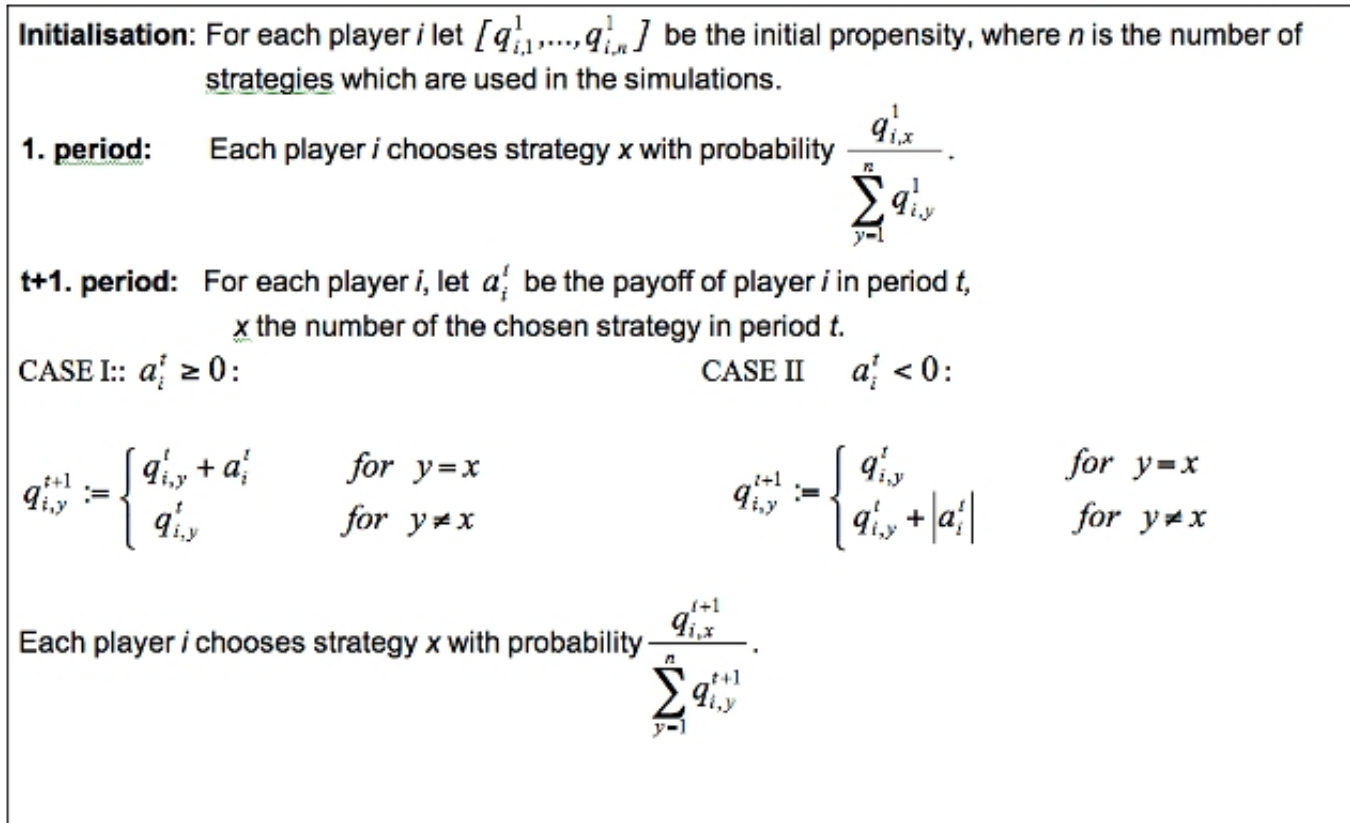 Initialisation: For each player i let [q^1_{i,1},...,q^1_{i,n}] be the initial propensity, where n is the number of
strategies which are used in the simulations.
1. period: Each player i chooses strategy x with probability \frac{q^1_{i,x}}{\sum_{y=1}^{n} q^1_{i,y}}.
t+1. period: For each player i, let a^t_i be the payoff of player i in period t,
x the number of the chosen strategy in period t.
CASE I:: a^t_i ≥ 0: CASE II a^t_i < 0:
q^{t+1}_{i,y} := { q^t_{i,y} + a^t_i for y = x q^{t+1}_{i,y} := { q^t_{i,y} for y = x
q^t_{i,y} for y ≠ x q^t_{i,y} + |a^t_i| for y ≠ x
Each player i chooses strategy x with probability \frac{q^{t+1}_{i,x}}{\sum_{y=1}^{n} q^{t+1}_{i,y}}.